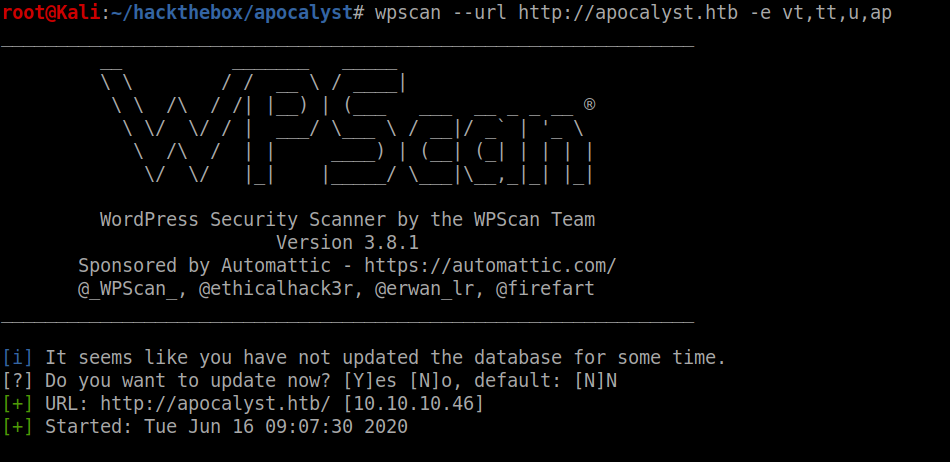 root@Kali:~/hackthebox/apocalyst# wpscan --url http://apocalyst.htb -e vt,tt,u,ap
WPScan®
WordPress Security Scanner by the WPScan Team
Version 3.8.1
Sponsored by Automattic - https://automattic.com/
@_WPScan_, @ethicalhack3r, @erwan_lr, @firefart
[i] It seems like you have not updated the database for some time.
[?] Do you want to update now? [Y]es [N]o, default: [N]N
[+] URL: http://apocalyst.htb/ [10.10.10.46]
[+] Started: Tue Jun 16 09:07:30 2020